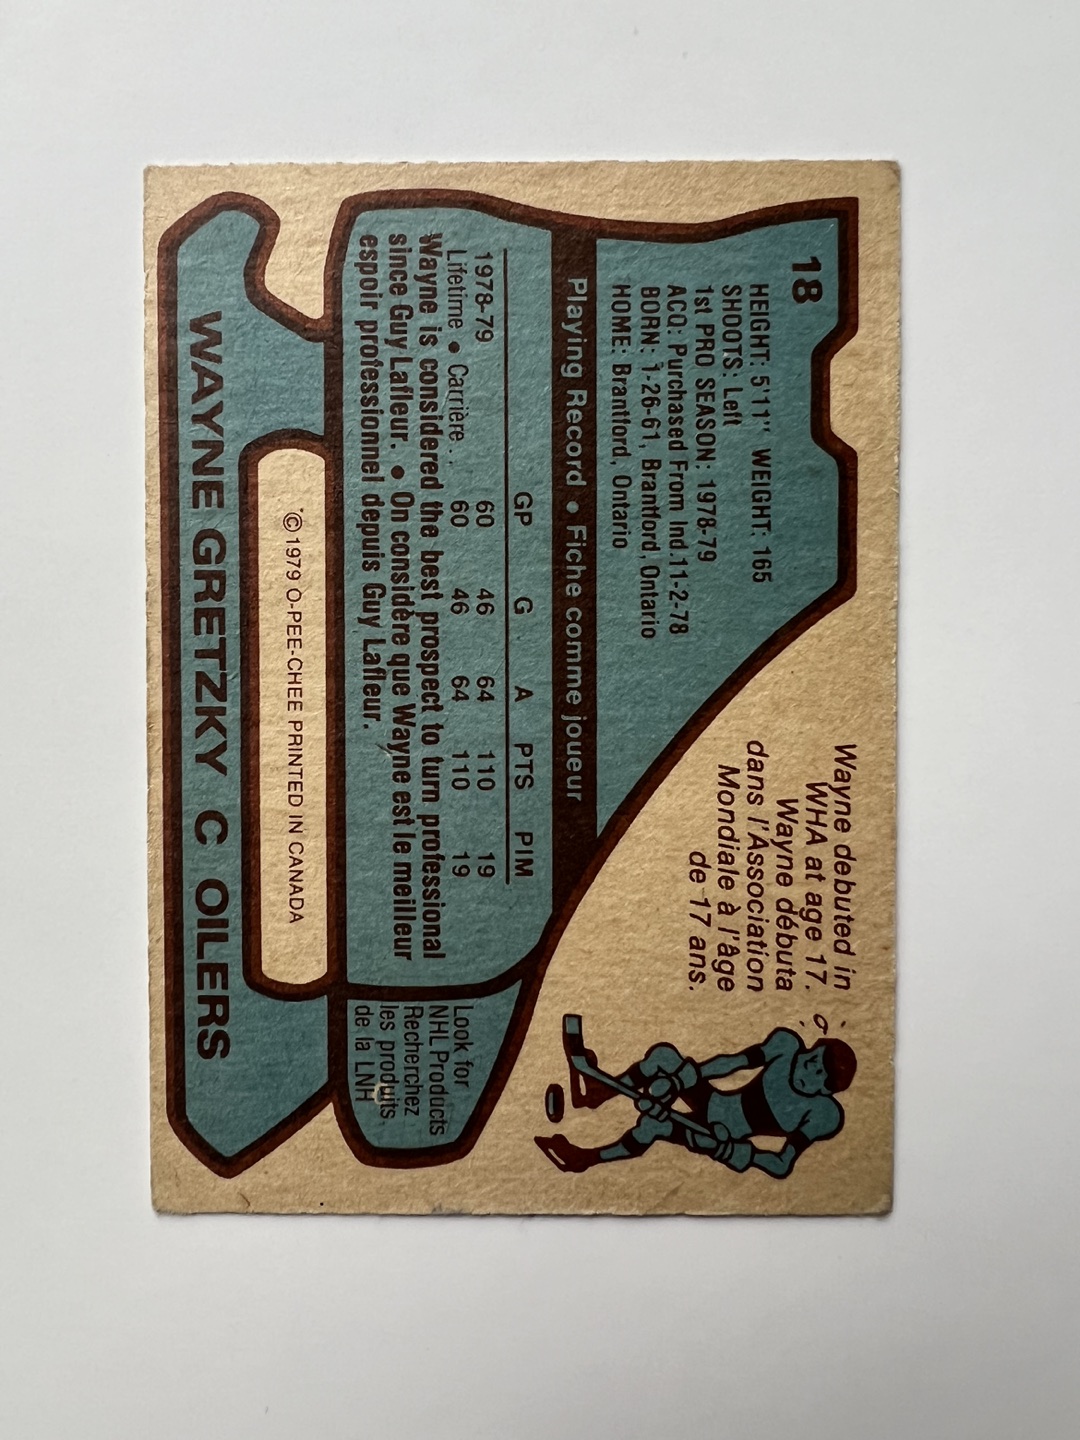 18
HEIGHT: 5'11" WEIGHT: 165
SHOOTS: Left
1st PRO SEASON: 1978-79
ACQ: Purchased From Ind. 11-2-78
BORN: 1-26-61, Brantford, Ontario
HOME: Brantford, Ontario
Wayne debuted in
WHA at age 17.
Wayne débuta
dans l'Association
Mondiale à l'âge
de 17 ans.
Playing Record • Fiche comme joueur
GP G A PTS PIM
1978-79 60 46 64 110 19
Lifetime • Carrière.. 60 46 64 110 19
Wayne is considered the best prospect to turn professional
since Guy Lafleur. • On considère que Wayne est le meilleur
espoir professionnel depuis Guy Lafleur.
Look for
NHL Products
Recherchez
les produits
de la LNH
*© 1979 O-PEE-CHEE PRINTED IN CANADA
WAYNE GRETZKY C OILERS